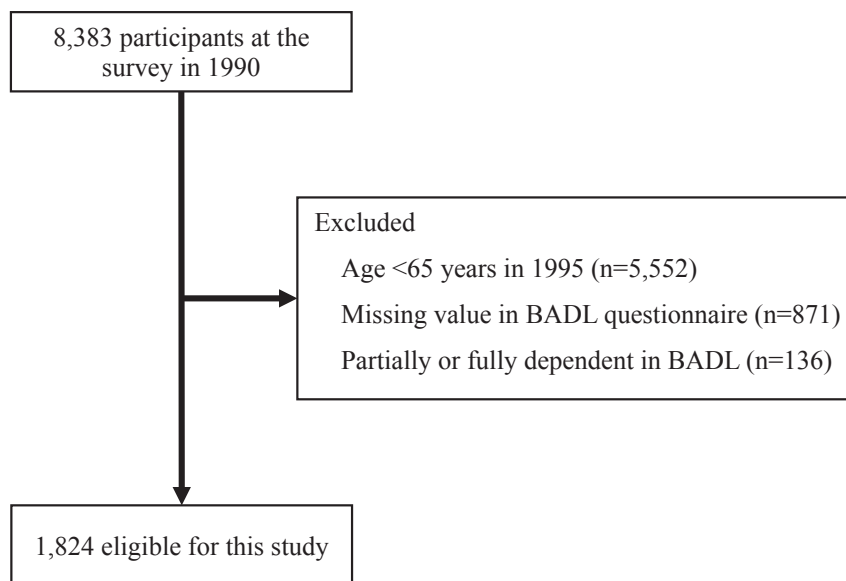 8,383 participants at the
survey in 1990
Excluded
Age <65 years in 1995 (n=5,552)
Missing value in BADL questionnaire (n=871)
Partially or fully dependent in BADL (n=136)
1,824 eligible for this study